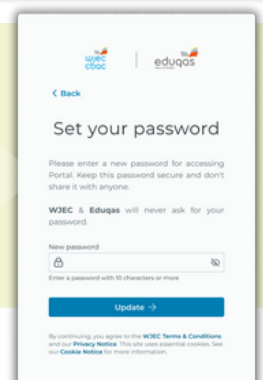 wjec
cbac
eduqas
Back
Set your password
Please enter a new password for accessing
Portal. Keep this password secure and don't
share it with anyone.
WJEC & Eduqas will never ask for your
password.
New password
Enter a password with 10 characters or more
Update →
By continuing, you agree to the WJEC Terms & Conditions
and our Privacy Notice. This site uses essential cookies. See
our Cookie Notice for more information.